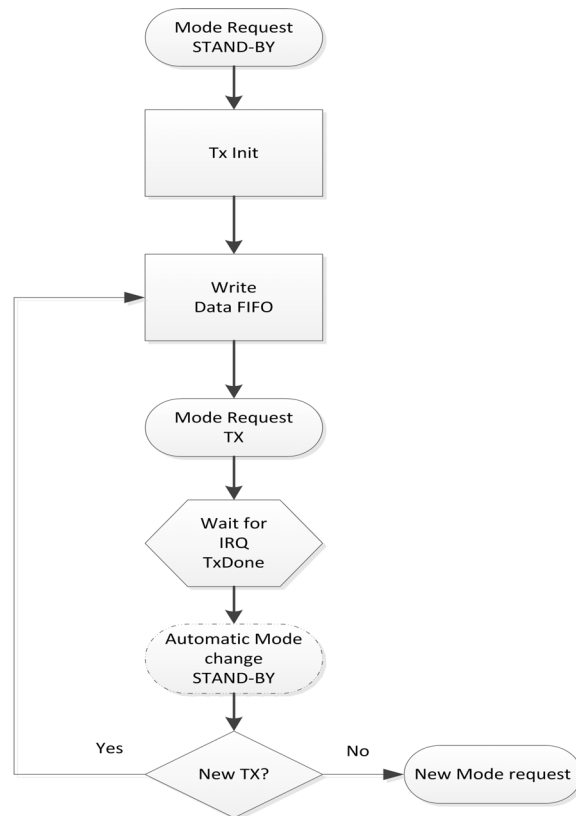 Mode Request
STAND-BY
Tx Init
Write
Data FIFO
Mode Request
TX
Wait for
IRQ
TxDone
Automatic Mode
change
STAND-BY
Yes
New TX?
No
New Mode request